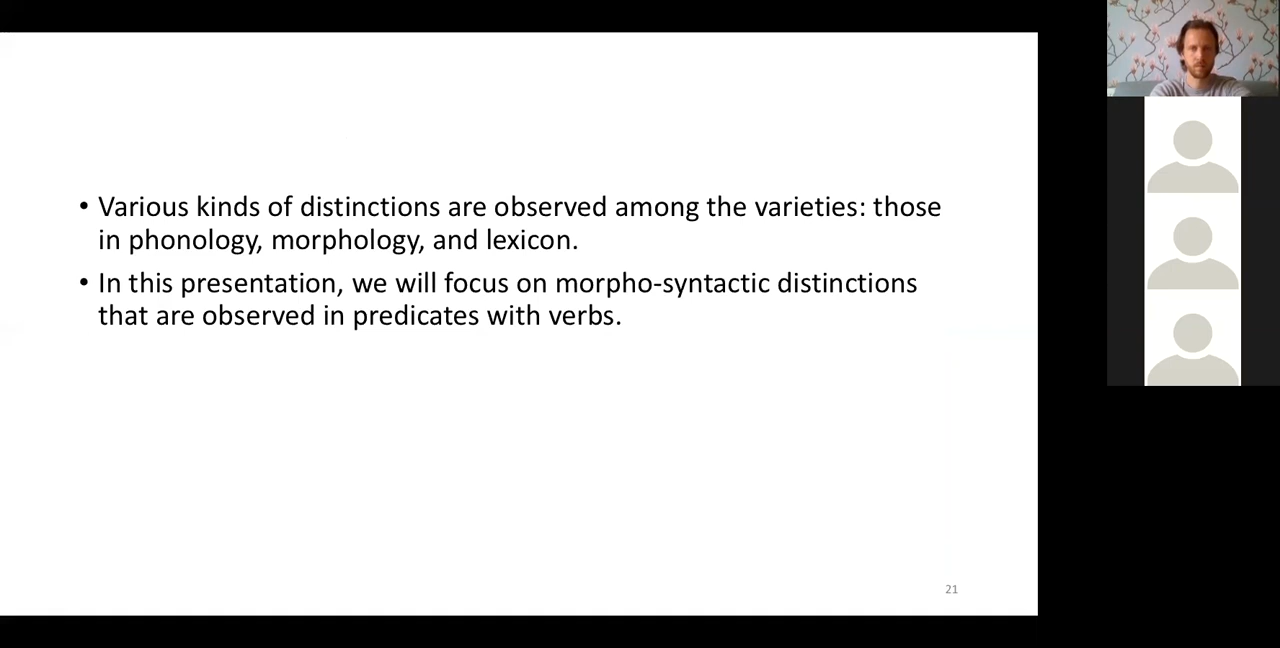 • Various kinds of distinctions are observed among the varieties: those
in phonology, morphology, and lexicon.
• In this presentation, we will focus on morpho-syntactic distinctions
that are observed in predicates with verbs.
21